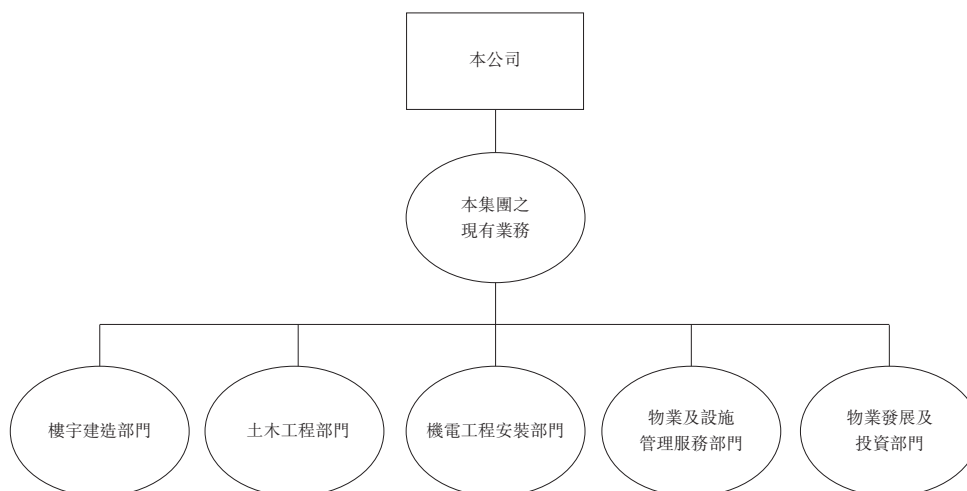 本公司
本集團之
現有業務
樓宇建造部門
土木工程部門
機電工程安裝部門
物業及設施
管理服務部門
物業發展及
投資部門